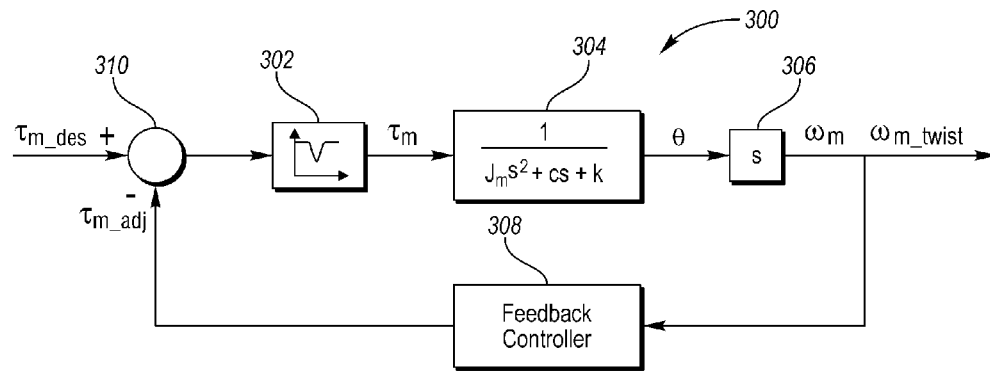 300
310
302
304
306
τm_des
+
τm
1
Jms² + cs + k
θ
s
ωm
ωm_twist
-
τm_adj
308
Feedback
Controller